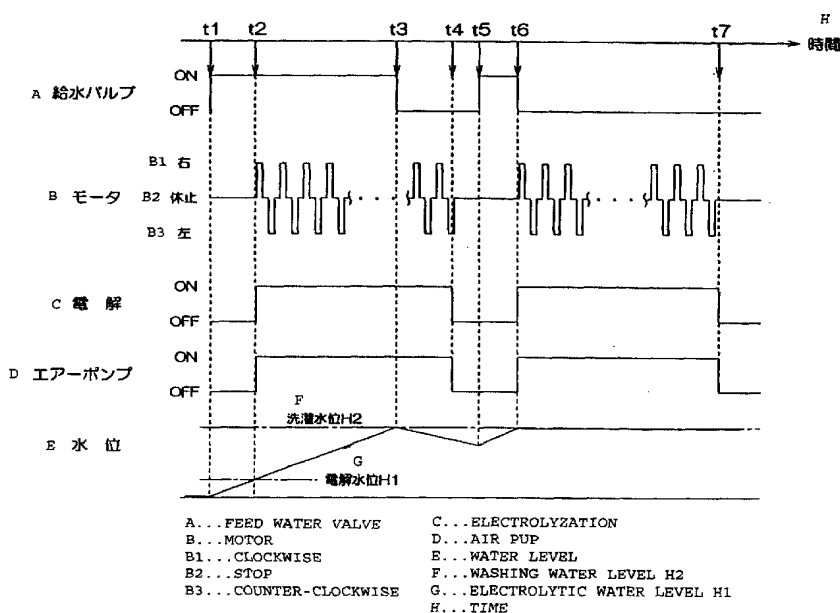 H
時間
t1 t2 t3 t4 t5 t6 t7
ON
A 給水バルブ
OFF
B1 右
B モータ B2 休止
B3 左
ON
C 電 解
OFF
ON
D エアーポンプ
OFF
F
洗濯水位H2
E 水 位
G
電解水位H1
A...FEED WATER VALVE
B...MOTOR
B1...CLOCKWISE
B2...STOP
B3...COUNTER-CLOCKWISE
C...ELECTROLYZATION
D...AIR PUP
E...WATER LEVEL
F...WASHING WATER LEVEL H2
G...ELECTROLYTIC WATER LEVEL H1
H...TIME